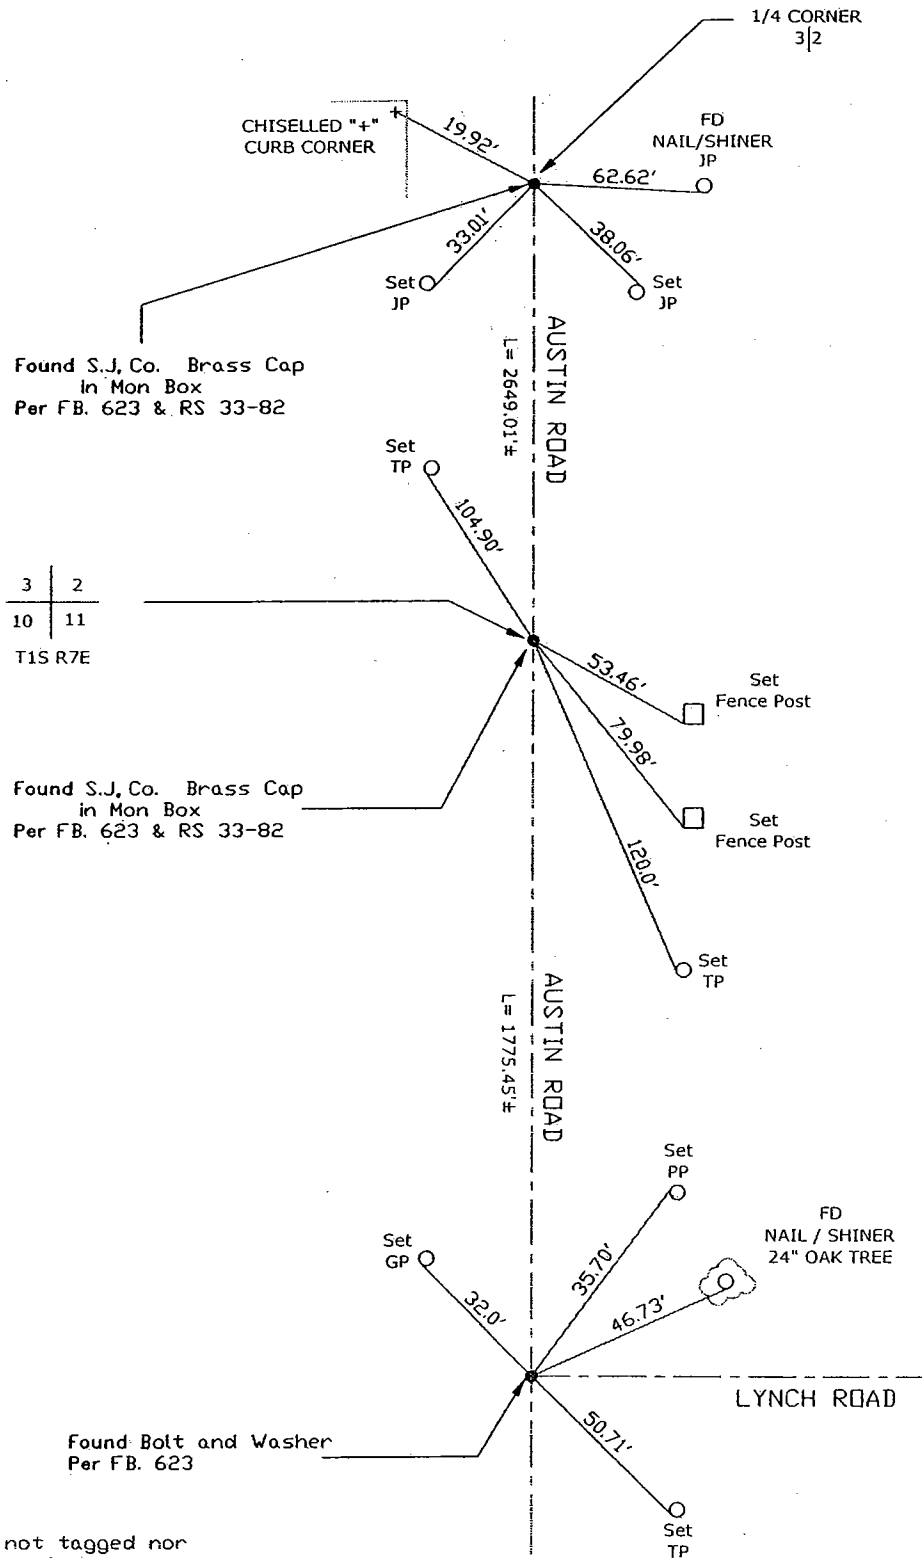 1/4 CORNER
3|2
CHISELLED "+"
CURB CORNER
19.92'
FD
NAIL/SHINER
JP
62.62'
33.01'
38.06'
Set
JP
Set
JP
Found S.J. Co. Brass Cap
in Mon Box
Per FB. 623 & RS 33-82
AUSTIN ROAD
L= 2649.01'±
Set
TP
104.90'
3 2
10 11
T1S R7E
53.46'
Set
Fence Post
79.98'
Found S.J. Co. Brass Cap
in Mon Box
Per FB. 623 & RS 33-82
Set
Fence Post
120.0'
Set
TP
AUSTIN ROAD
L= 1775.45'±
Set
PP
FD
NAIL / SHINER
24" OAK TREE
Set
GP
32.0'
35.70'
46.73'
LYNCH ROAD
Found Bolt and Washer
Per FB. 623
50.71'
Set
TP
not tagged nor